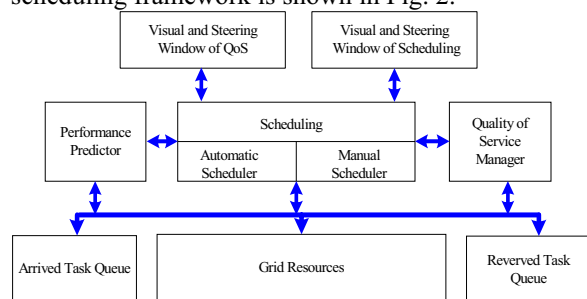 scheduling framework is shown in Fig. 2.
Visual and Steering
Window of QoS
Visual and Steering
Window of Scheduling
Performance
Predictor
Scheduling
Automatic
Scheduler
Manual
Scheduler
Quality of
Service
Manager
Arrived Task Queue
Grid Resources
Reverved Task
Queue